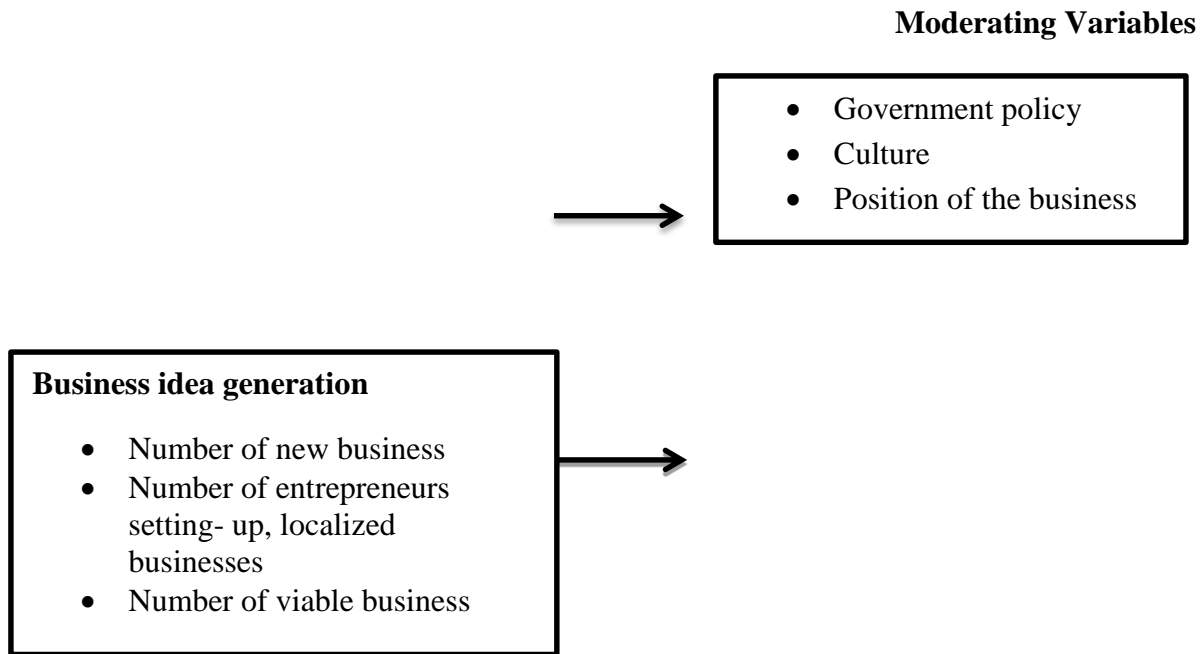 Moderating Variables
• Government policy
• Culture
• Position of the business
Business idea generation
• Number of new business
• Number of entrepreneurs
setting- up, localized
businesses
• Number of viable business